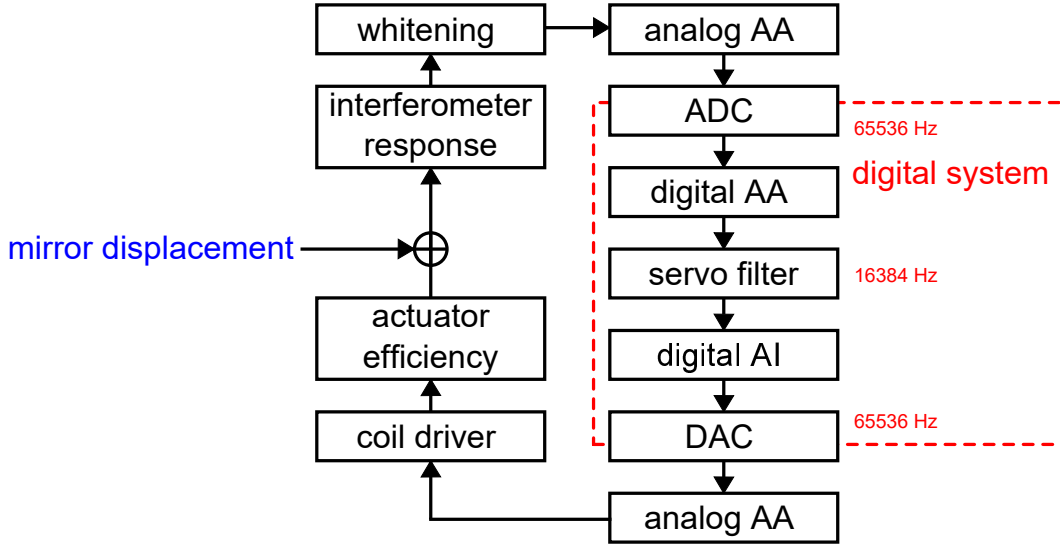 whitening
analog AA
interferometer
response
ADC
65536 Hz
digital system
digital AA
mirror displacement
servo filter
16384 Hz
actuator
efficiency
digital AI
coil driver
DAC
65536 Hz
analog AA